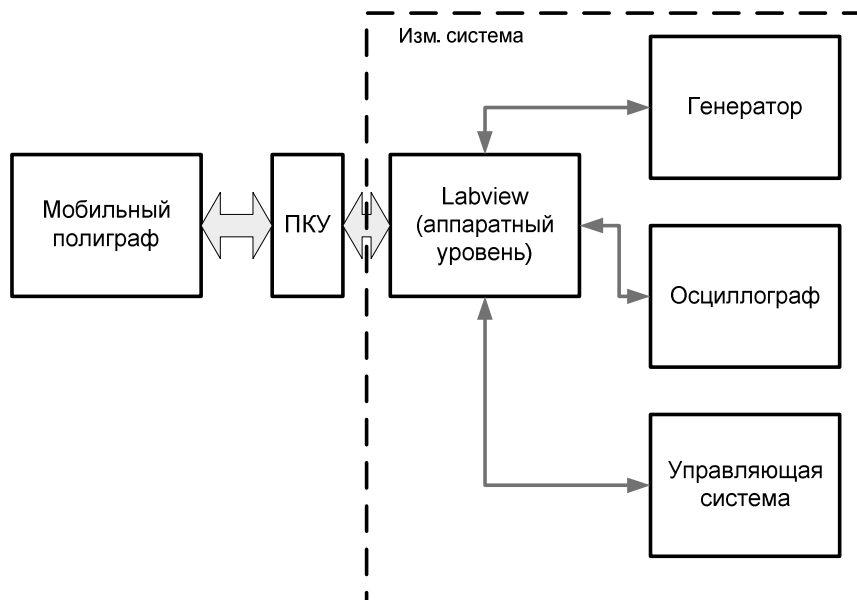 Изм. система
Генератор
Мобильный
полиграф
ПКУ
Labview
(аппаратный
уровень)
Осциллограф
Управляющая
система